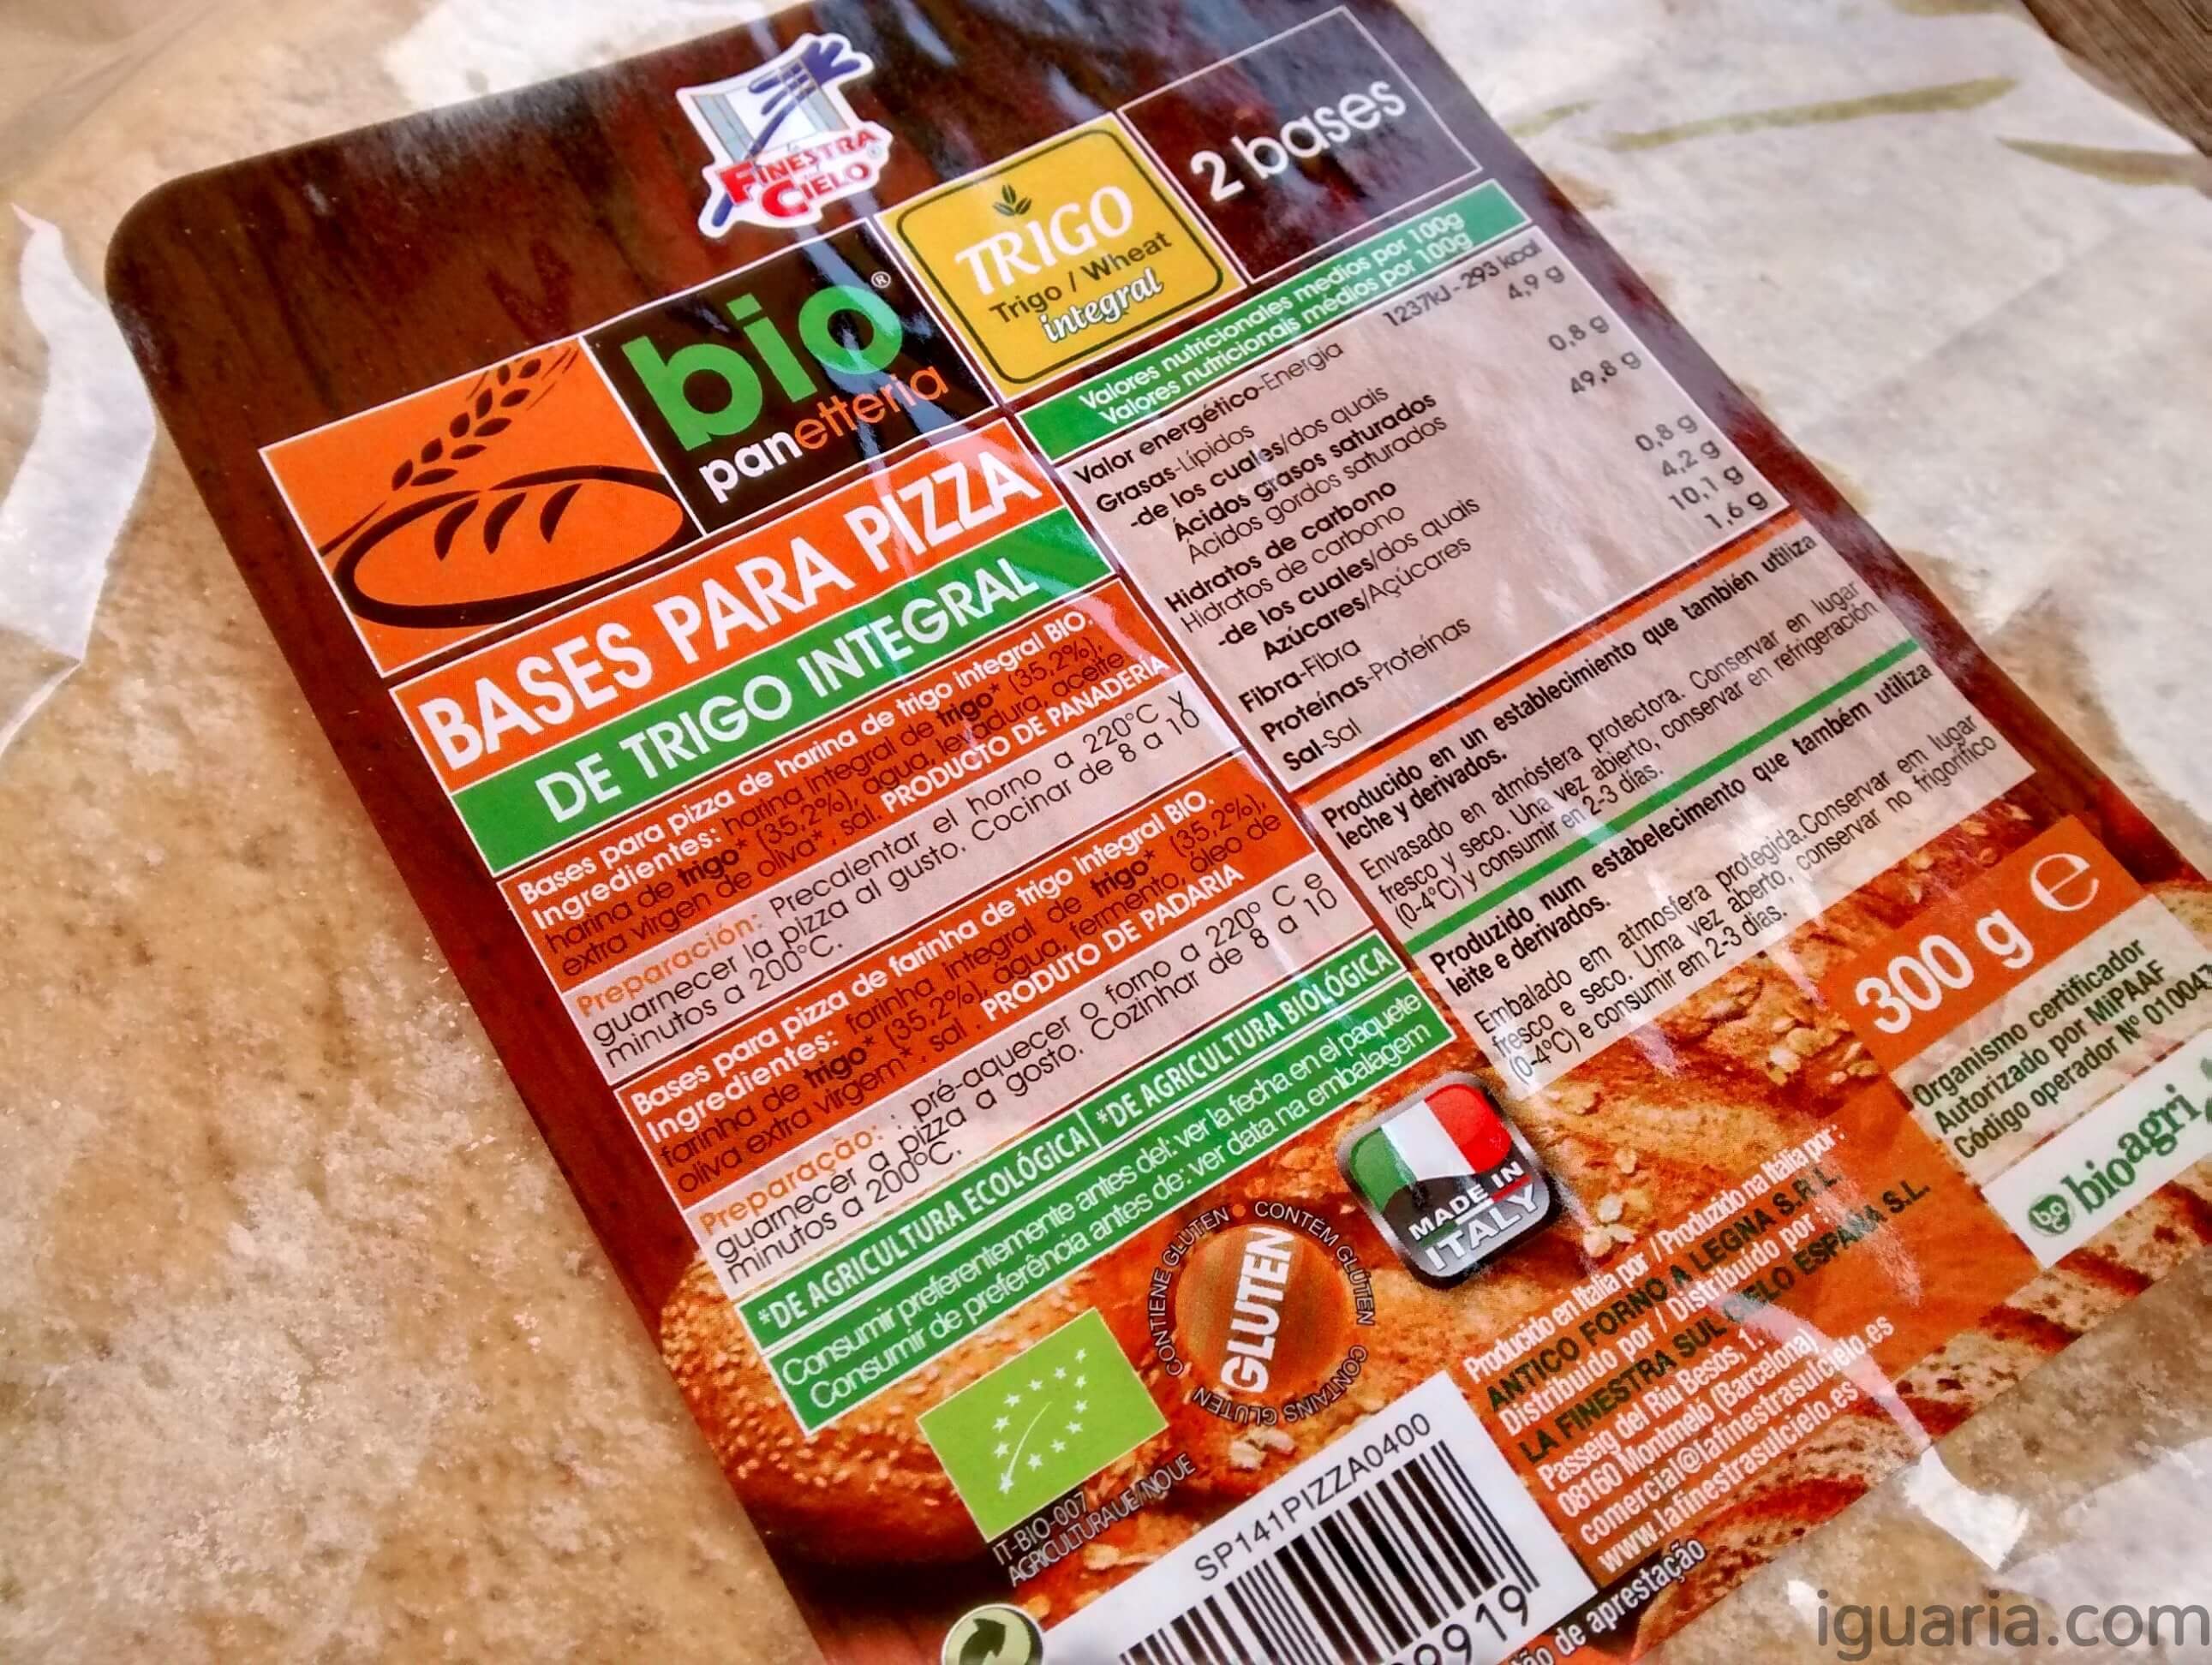 FINESTRA
CIELO
bio®
panetteria
TRIGO
Trigo / Wheat
integral
2 bases
BASES PARA PIZZA
DE TRIGO INTEGRAL
Bases para pizza de harina de trigo integral BIO.
Ingredientes: harina integral de trigo* (35,2%),
harina de trigo* (35,2%), agua, levadura, aceite
extra virgen de oliva*, sal. PRODUCTO DE PANADERÍA
Preparación: Precalentar el horno a 220°C y
guarnecer la pizza al gusto. Cocinar de 8 a 10
minutos a 200°C.
Bases para pizza de farinha de trigo integral BIO.
Ingredientes: farinha integral de trigo* (35,2%),
farinha de trigo* (35,2%), água, fermento, óleo de
oliva extra virgem*, sal . PRODUTO DE PADARIA
Preparação: : pré-aquecer o forno a 220° C e
guarnecer a pizza a gosto. Cozinhar de 8 a 10
minutos a 200°C.
*DE AGRICULTURA ECOLÓGICA *DE AGRICULTURA BIOLÓGICA
Consumir preferentemente antes del: ver la fecha en el paquete
Consumir de preferência antes de: ver data na embalagem
Valores nutricionales medios por 100g
Valores nutricionais médios por 100g
Valor energético-Energia 1237kJ - 293 kcal
Grasas-Lípidos 4,9 g
-de los cuales/dos quais
Ácidos grasos saturados 0,8 g
Acidos gordos saturados
Hidratos de carbono 49,8 g
Hidratos de carbono
-de los cuales/dos quais
Azúcares/Açúcares 0,8 g
Fibra-Fibra 4,2 g
Proteínas-Proteínas 10,1 g
Sal-Sal 1,6 g
Producido en un establecimiento que también utiliza
leche y derivados.
Envasado en atmósfera protectora. Conservar en lugar
fresco y seco. Una vez abierto, conservar en refrigeración
(0-4°C) y consumir en 2-3 días.
Produzido num estabelecimento que também utiliza
leite e derivados.
Embalado em atmosfera protegida.Conservar em lugar
fresco e seco. Uma vez aberto, conservar no frigorífico
(0-4°C) e consumir em 2-3 dias.
300 g e
Organismo certificador
Autorizado por MiPAAF
Código operador Nº 010047
bioagri
MADE IN
ITALY
CONTIENE GLUTEN • CONTÉM GLUTEN
CONTAINS GLUTEN
GLUTEN
IT-BIO-007
AGRICULTURA UE/NO UE
Producido en Italia por / Produzido na Itália por:
ANTICO FORNO A LEGNA S.R.L.
Distribuido por / Distribuído por
LA FINESTRA SUL CIELO ESPAÑA S.L.
Passeig del Riu Besos, 1.
08160 Montmeló (Barcelona)
comercial@lafinestrasulcielo.es
www.lafinestrasulcielo.es
SP141PIZZA0400
9919
de aprestação
iguaria.com